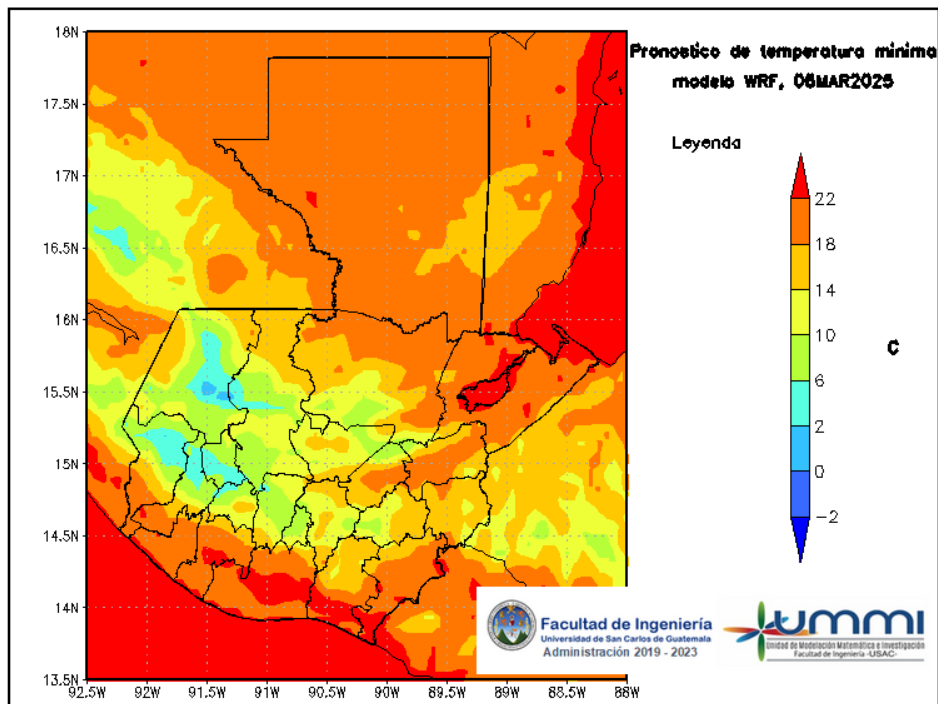 Pronostico de temperatura minima
modelo WRF, 06MAR2025
Leyenda
22
18
14
10
6
2
0
-2
C
18N
17.5N
17N
16.5N
16N
15.5N
15N
14.5N
14N
13.5N
92.5W 92W 91.5W 91W 90.5W 90W 89.5W 89W 88.5W 88W
Facultad de Ingeniería
Universidad de San Carlos de Guatemala
Administración 2019 - 2023
UMMI
Unidad de Modelación Matemática e Investigación
Facultad de Ingeniería -USAC-